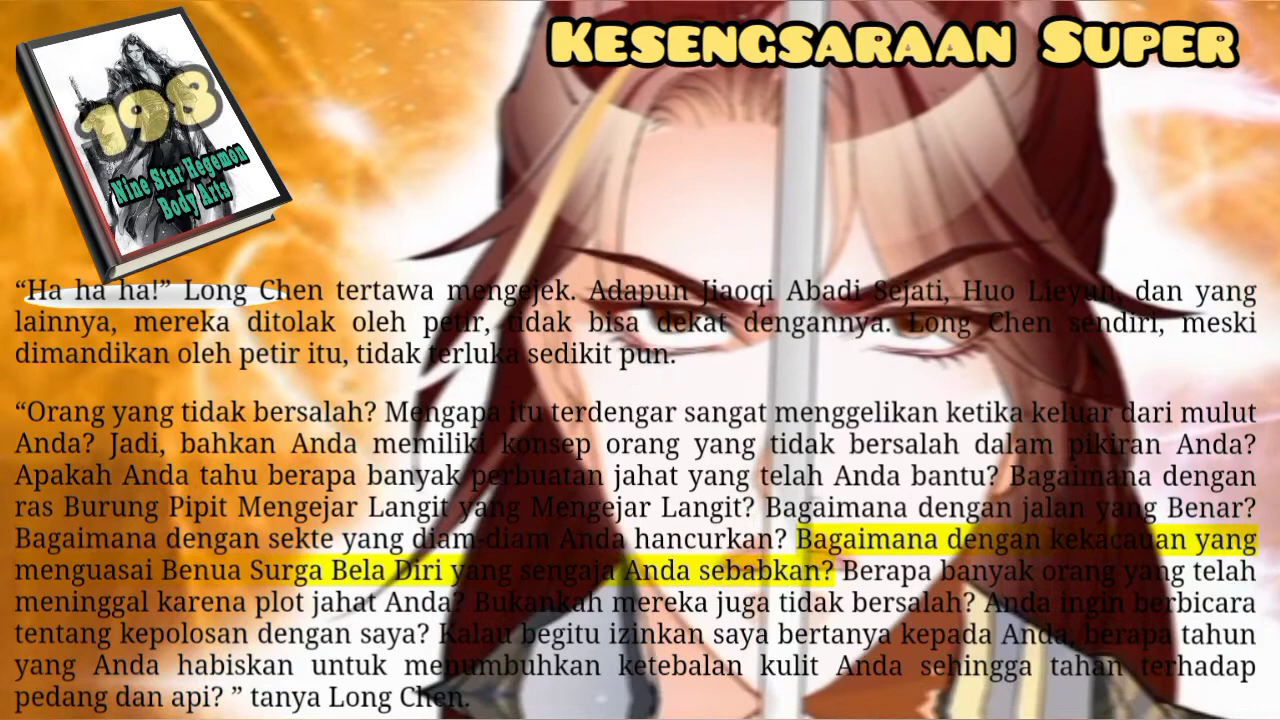 Kesengsaraan Super
198
Nine Star Hegemon
Body Arts
“Ha ha ha!” Long Chen tertawa mengejek. Adapun Jiaoqi Abadi Sejati, Huo Lieyun, dan yang
lainnya, mereka ditolak oleh petir, tidak bisa dekat dengannya. Long Chen sendiri, meski
dimandikan oleh petir itu, tidak terluka sedikit pun.
“Orang yang tidak bersalah? Mengapa itu terdengar sangat menggelikan ketika keluar dari mulut
Anda? Jadi, bahkan Anda memiliki konsep orang yang tidak bersalah dalam pikiran Anda?
Apakah Anda tahu berapa banyak perbuatan jahat yang telah Anda bantu? Bagaimana dengan
ras Burung Pipit Mengejar Langit yang Mengejar Langit? Bagaimana dengan jalan yang Benar?
Bagaimana dengan sekte yang diam-diam Anda hancurkan? Bagaimana dengan kekacauan yang
menguasai Benua Surga Bela Diri yang sengaja Anda sebabkan? Berapa banyak orang yang telah
meninggal karena plot jahat Anda? Bukankah mereka juga tidak bersalah? Anda ingin berbicara
tentang kepolosan dengan saya? Kalau begitu izinkan saya bertanya kepada Anda, berapa tahun
yang Anda habiskan untuk menumbuhkan ketebalan kulit Anda sehingga tahan terhadap
pedang dan api? ” tanya Long Chen.